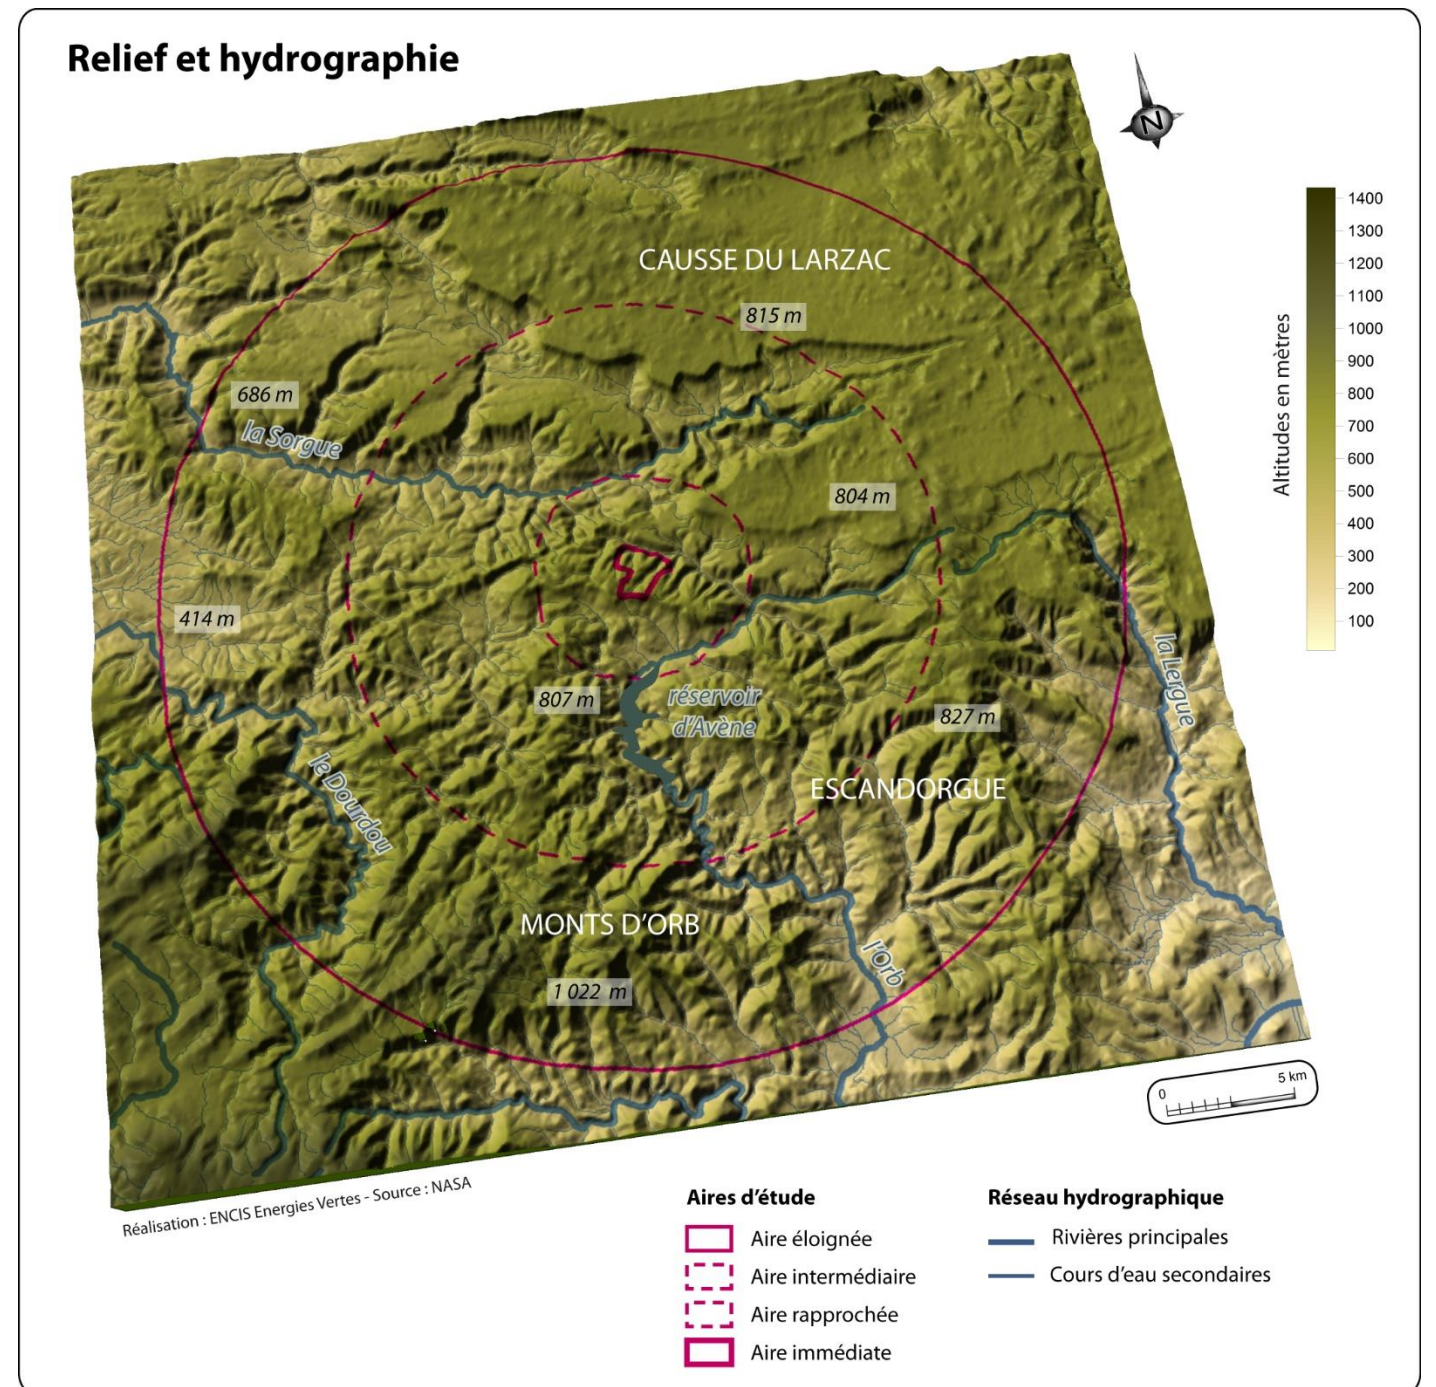 Relief et hydrographie
N
CAUSSE DU LARZAC
815 m
686 m
la Sorgue
804 m
414 m
807 m
réservoir
d'Avène
827 m
la Lergue
le Dourdou
ESCANDORGUE
MONTS D'ORB
l'Orb
1 022 m
Altitudes en mètres
1400
1300
1200
1100
1000
900
800
700
600
500
400
300
200
100
0
5 km
Réalisation : ENCIS Energies Vertes - Source : NASA
Aires d'étude
Aire éloignée
Aire intermédiaire
Aire rapprochée
Aire immédiate
Réseau hydrographique
Rivières principales
Cours d'eau secondaires